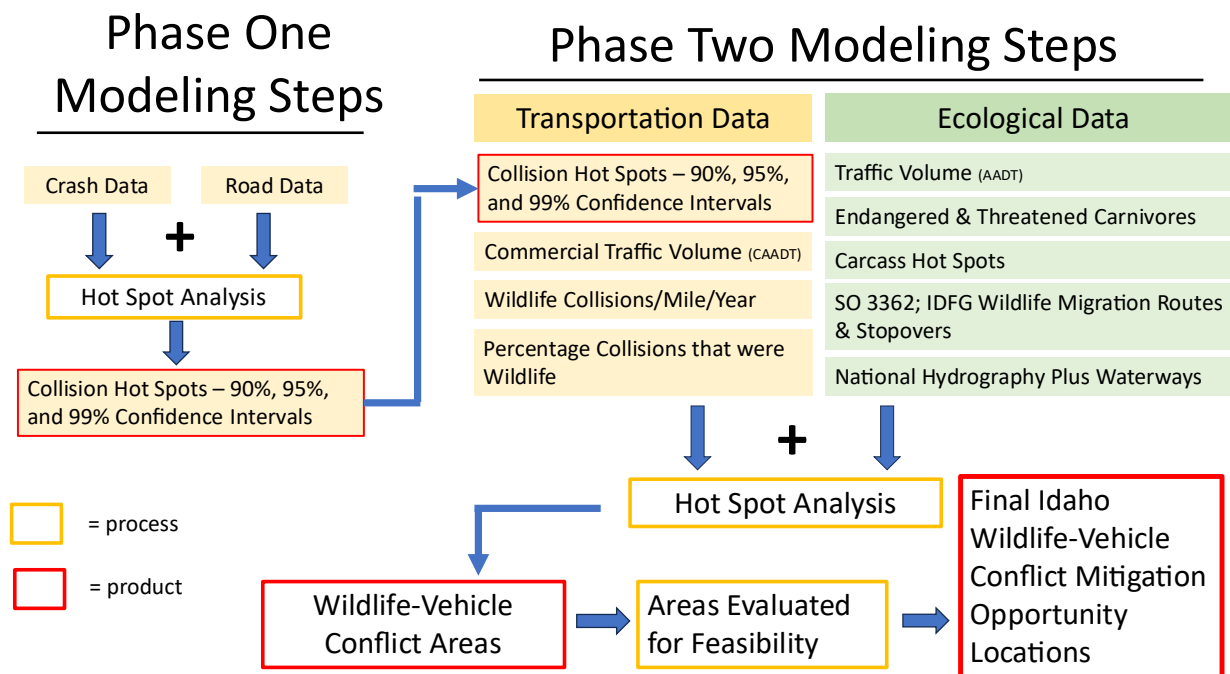 Phase One
Modeling Steps
Crash Data
Road Data
+
Hot Spot Analysis
Collision Hot Spots – 90%, 95%,
and 99% Confidence Intervals
= process
= product
Phase Two Modeling Steps
Transportation Data
Collision Hot Spots – 90%, 95%,
and 99% Confidence Intervals
Commercial Traffic Volume (CAADT)
Wildlife Collisions/Mile/Year
Percentage Collisions that were
Wildlife
Ecological Data
Traffic Volume (AADT)
Endangered & Threatened Carnivores
Carcass Hot Spots
SO 3362; IDFG Wildlife Migration Routes
& Stopovers
National Hydrography Plus Waterways
+
Hot Spot Analysis
Wildlife-Vehicle
Conflict Areas
Areas Evaluated
for Feasibility
Final Idaho
Wildlife-Vehicle
Conflict Mitigation
Opportunity
Locations